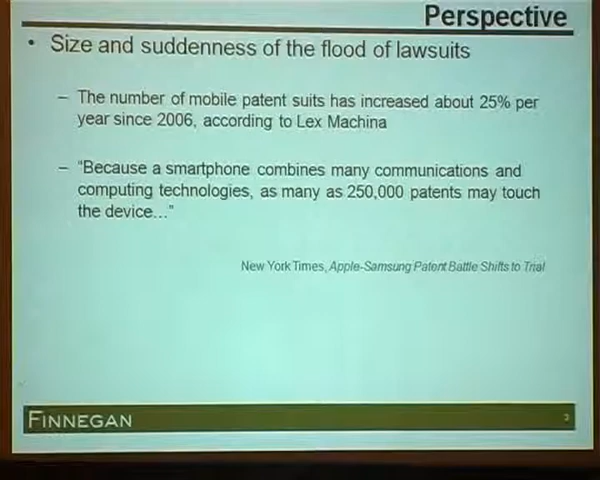 Perspective
• Size and suddenness of the flood of lawsuits
– The number of mobile patent suits has increased about 25% per
year since 2006, according to Lex Machina
– “Because a smartphone combines many communications and
computing technologies, as many as 250,000 patents may touch
the device…”
New York Times, Apple-Samsung Patent Battle Shifts to Trial
FINNEGAN